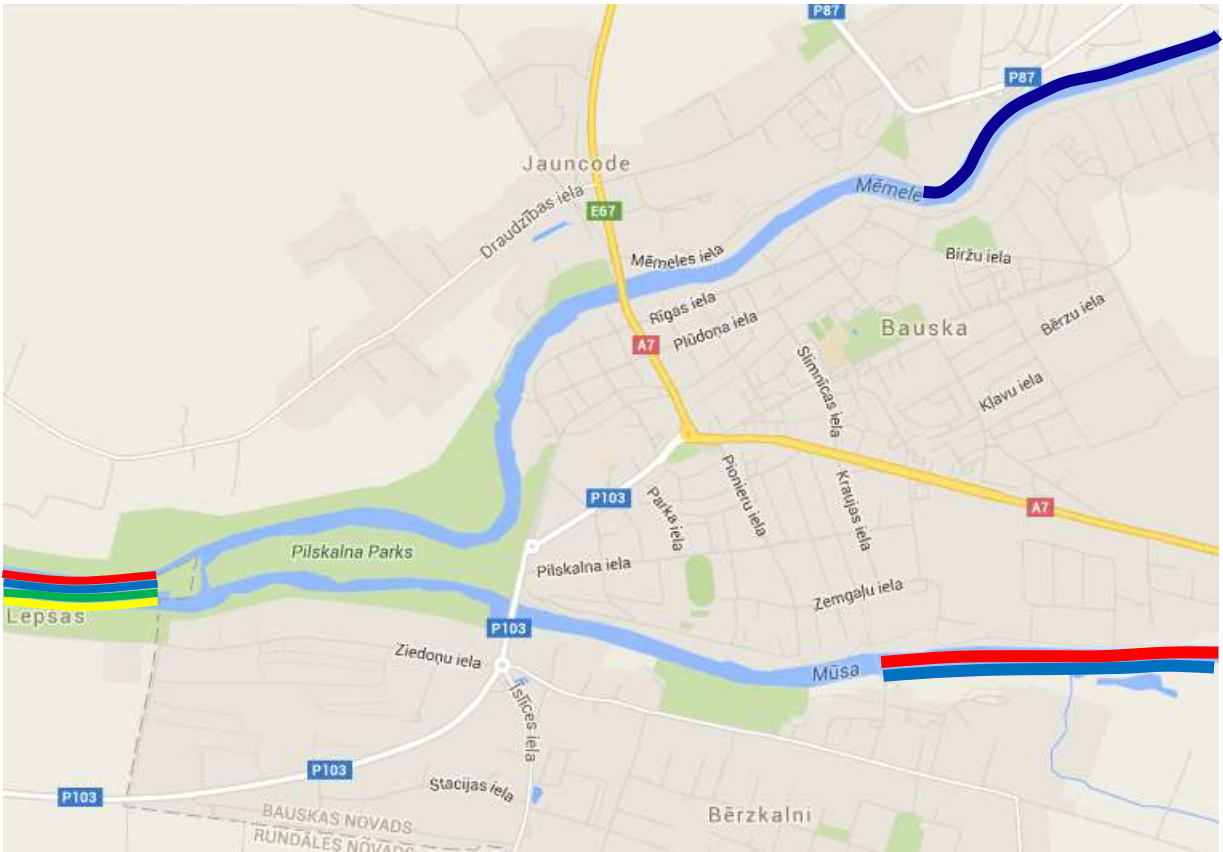 P87
P87
Jauncode
Mēmele
Draudzības iela
E67
Mēmeles iela
Biržu iela
Rīgas iela
Bērzu iela
Plūdoņa iela
Bauska
A7
Slimnīcas iela
Kļavu iela
Pionieru iela
Kraujas iela
P103
Parka iela
A7
Pilskalna Parks
Pilskalna iela
Zemgaļu iela
Lepšas
P103
Ziedoņu iela
Mūsa
Īslīces iela
P103
Stacijas iela
P103
BAUSKAS NOVADS
Bērzkalni
RUNDĀLES NOVADS